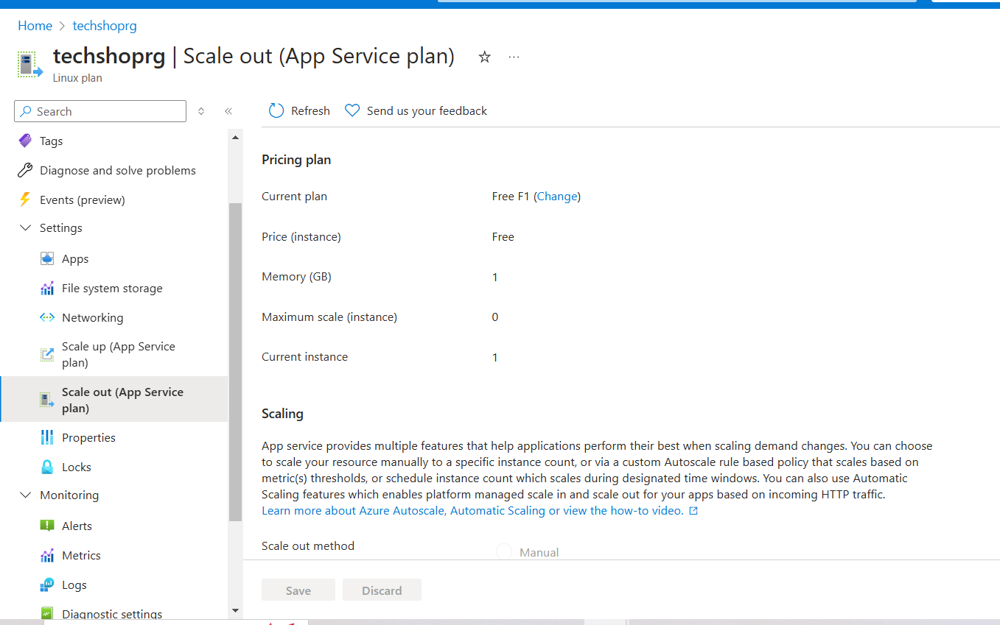 Home > techshoprg
techshoprg | Scale out (App Service plan)
Linux plan
Search
Tags
Diagnose and solve problems
Events (preview)
Settings
Apps
File system storage
Networking
Scale up (App Service
plan)
Scale out (App Service
plan)
Properties
Locks
Monitoring
Alerts
Metrics
Logs
Diagnostic settings
Refresh
Send us your feedback
Pricing plan
Current plan Free F1 (Change)
Price (instance) Free
Memory (GB) 1
Maximum scale (instance) 0
Current instance 1
Scaling
App service provides multiple features that help applications perform their best when scaling demand changes. You can choose
to scale your resource manually to a specific instance count, or via a custom Autoscale rule based policy that scales based on
metric(s) thresholds, or schedule instance count which scales during designated time windows. You can also use Automatic
Scaling features which enables platform managed scale in and scale out for your apps based on incoming HTTP traffic.
Learn more about Azure Autoscale, Automatic Scaling or view the how-to video.
Scale out method Manual
Save Discard